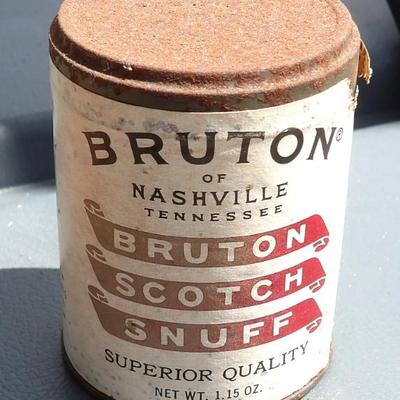 BRUTON®
OF
NASHVILLE
TENNESSEE
BRUTON
SCOTCH
SNUFF
SUPERIOR QUALITY
NET WT. 1.15 OZ.